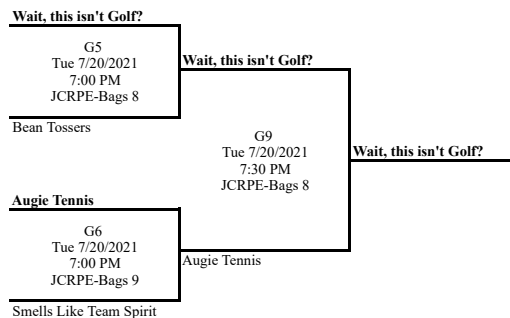 Wait, this isn't Golf?
G5
Tue 7/20/2021
7:00 PM
JCRPE-Bags 8
Bean Tossers
Wait, this isn't Golf?
G9
Tue 7/20/2021
7:30 PM
JCRPE-Bags 8
Wait, this isn't Golf?
Augie Tennis
G6
Tue 7/20/2021
7:00 PM
JCRPE-Bags 9
Augie Tennis
Smells Like Team Spirit